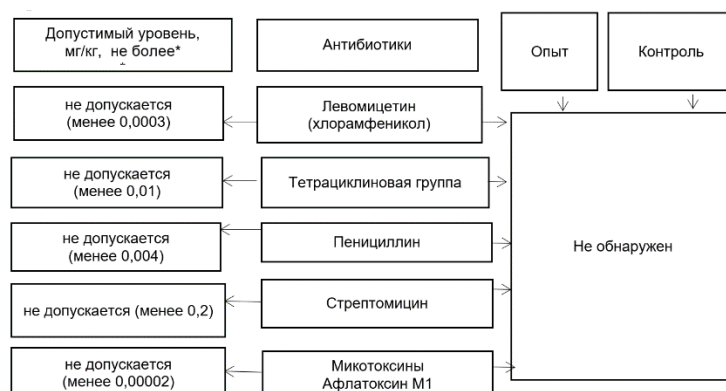 Допустимый уровень,
мг/кг, не более*
Антибиотики
Опыт
Контроль
не допускается
(менее 0,0003)
Левомицетин
(хлорамфеникол)
не допускается
(менее 0,01)
Тетрациклиновая группа
не допускается
(менее 0,004)
Пенициллин
Не обнаружен
не допускается (менее 0,2)
Стрептомицин
не допускается
(менее 0,00002)
Микотоксины
Афлатоксин М1